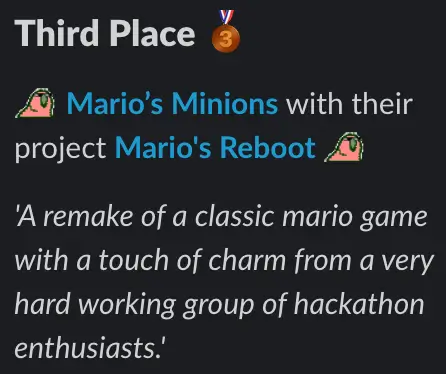 Third Place
Mario’s Minions with their
project Mario's Reboot
'A remake of a classic mario game
with a touch of charm from a very
hard working group of hackathon
enthusiasts.'